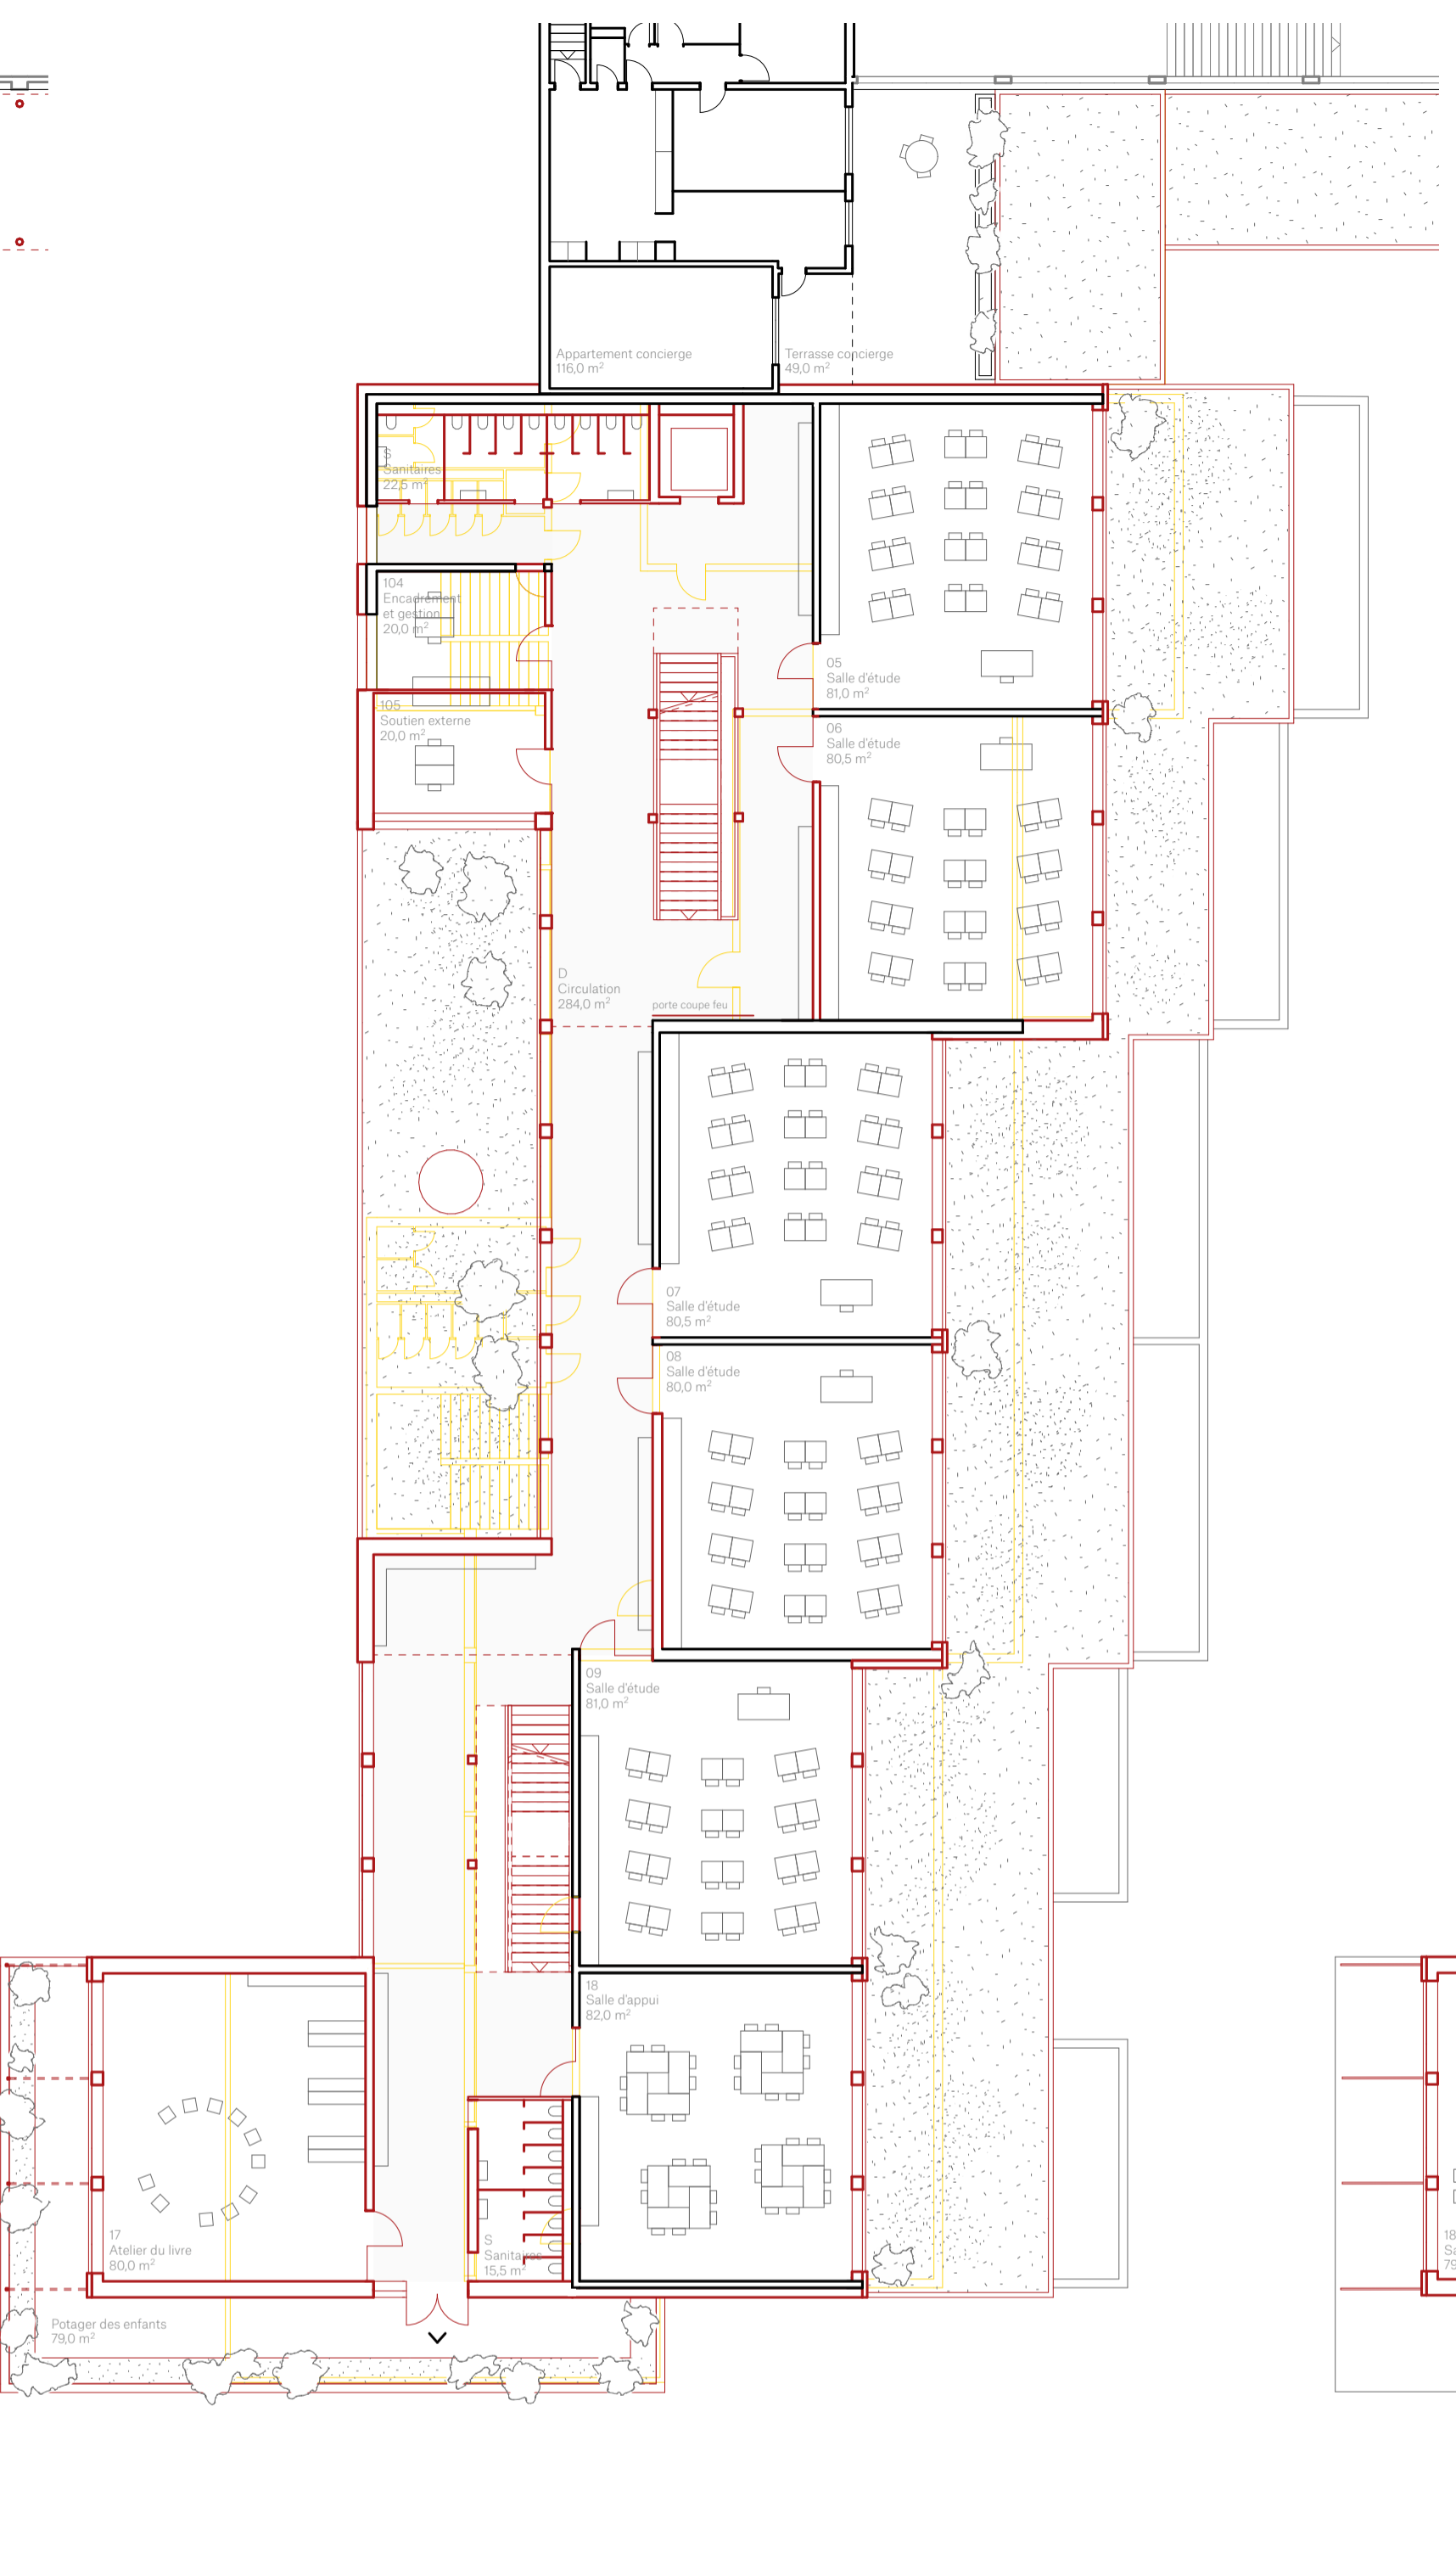 Appartement concierge
116,0 m²
Terrasse concierge
49,0 m²
S
Sanitaires
22,5 m²
104
Encadrement
et gestion
20,0 m²
105
Soutien externe
20,0 m²
05
Salle d'étude
81,0 m²
06
Salle d'étude
80,5 m²
D
Circulation
284,0 m²
porte coupe feu
07
Salle d'étude
80,5 m²
08
Salle d'étude
80,0 m²
09
Salle d'étude
81,0 m²
18
Salle d'appui
82,0 m²
17
Atelier du livre
80,0 m²
S
Sanitaires
15,5 m²
Potager des enfants
79,0 m²
18
Sa
79